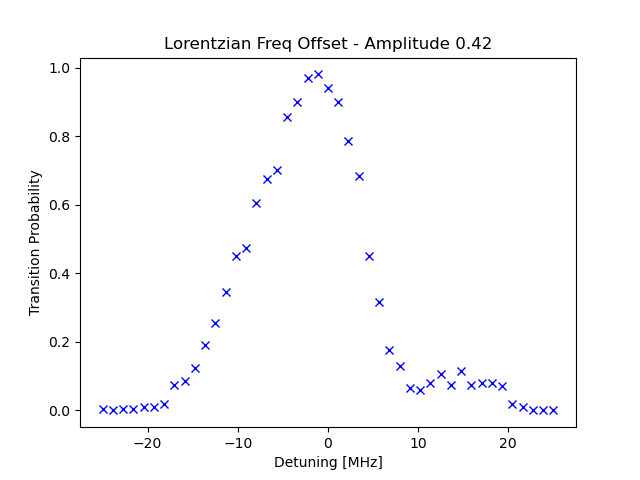 Lorentzian Freq Offset - Amplitude 0.42
1.0
0.8
0.6
0.4
0.2
0.0
Transition Probability
−20 −10 0 10 20
Detuning [MHz]